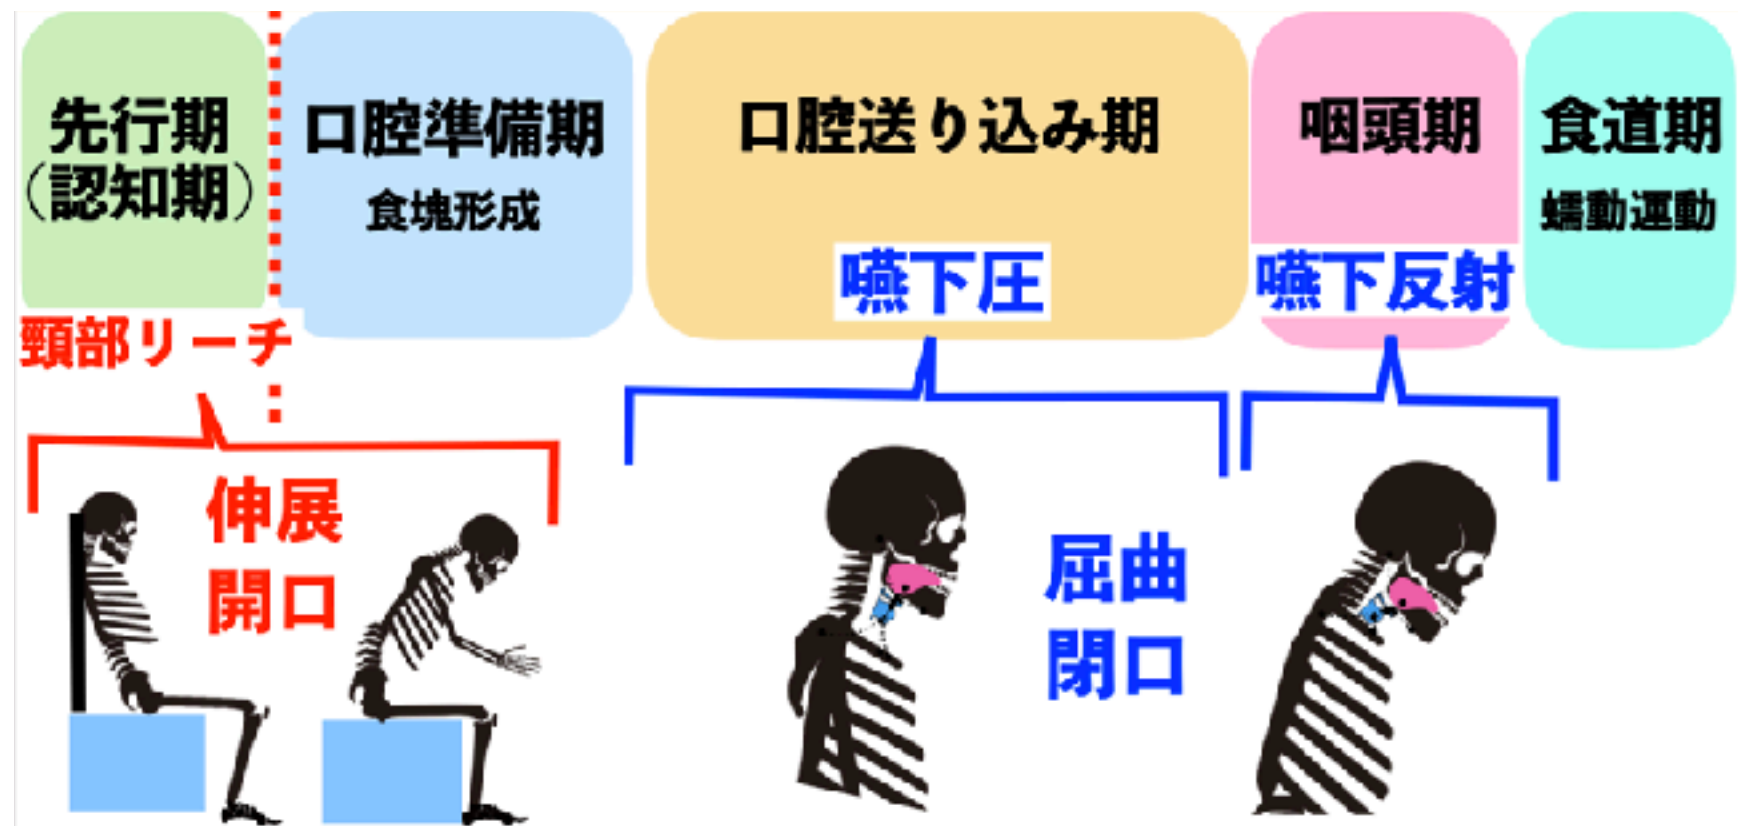 先行期
（認知期）
口腔準備期
食塊形成
口腔送り込み期
嚥下圧
咽頭期
嚥下反射
食道期
蠕動運動
頸部リーチ
伸展
開口
屈曲
閉口